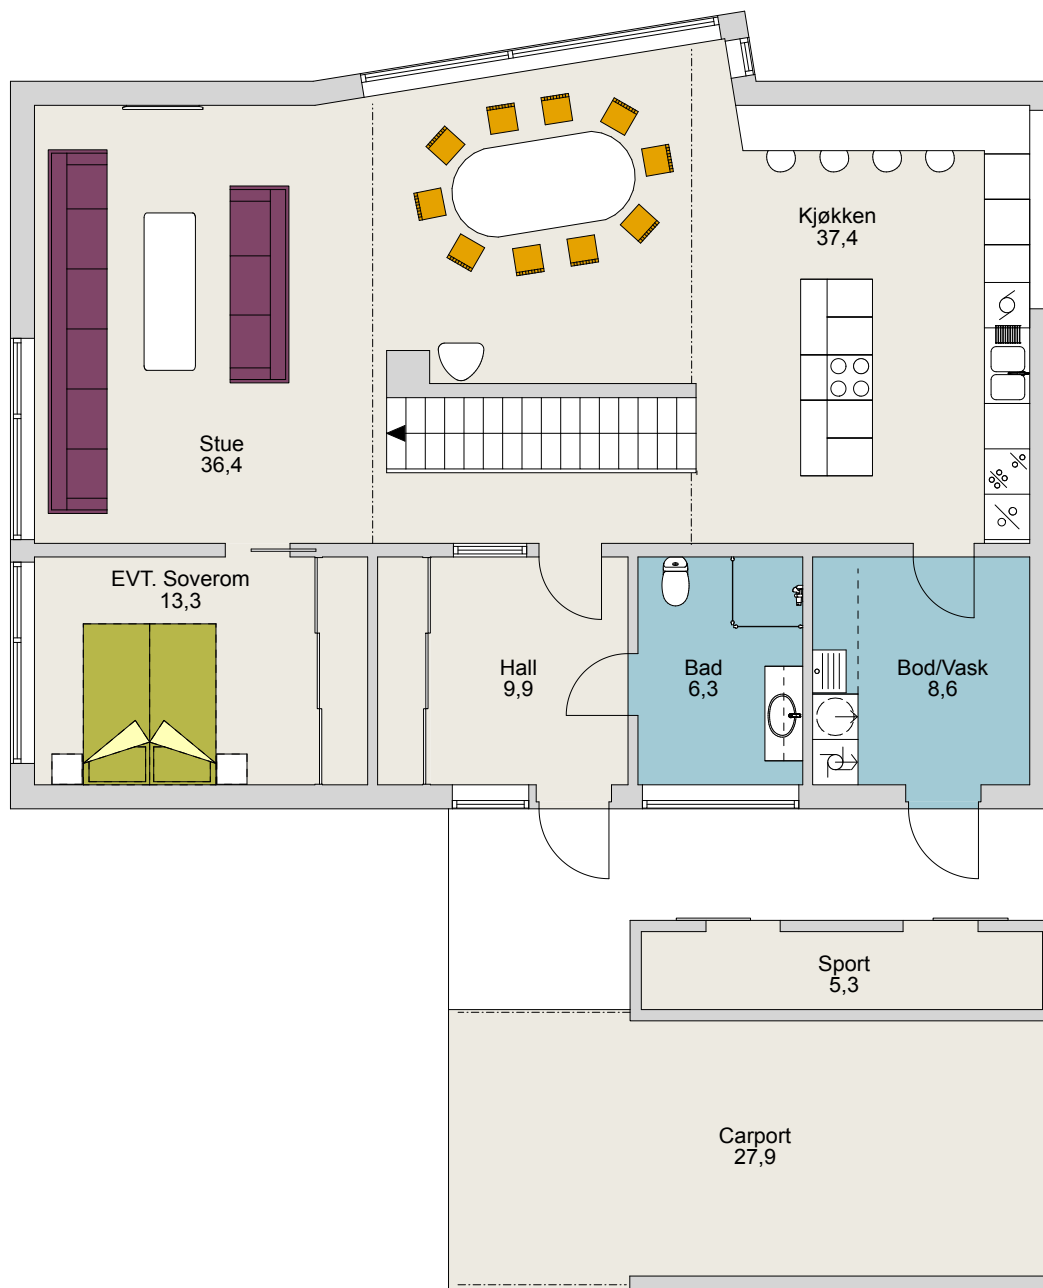 Kjøkken
37,4
Stue
36,4
EVT. Soverom
13,3
Hall
9,9
Bad
6,3
Bod/Vask
8,6
Sport
5,3
Carport
27,9